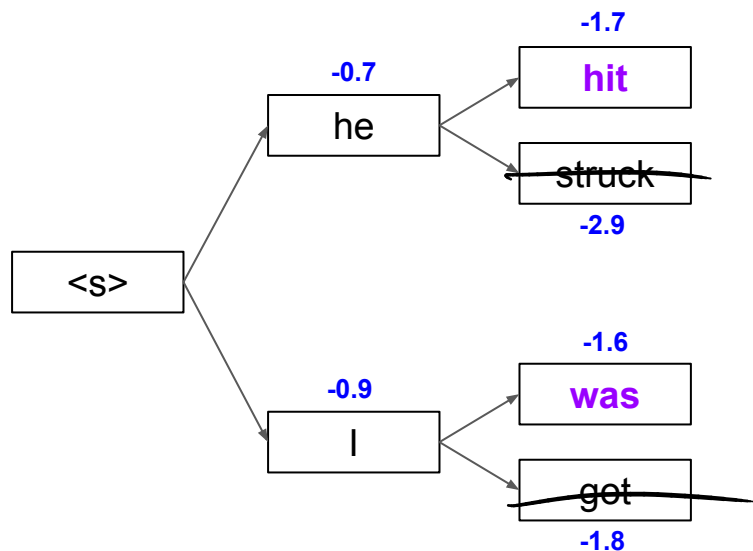 -1.7
hit
-0.7
he
struck
-2.9
<s>
-1.6
was
-0.9
I
got
-1.8